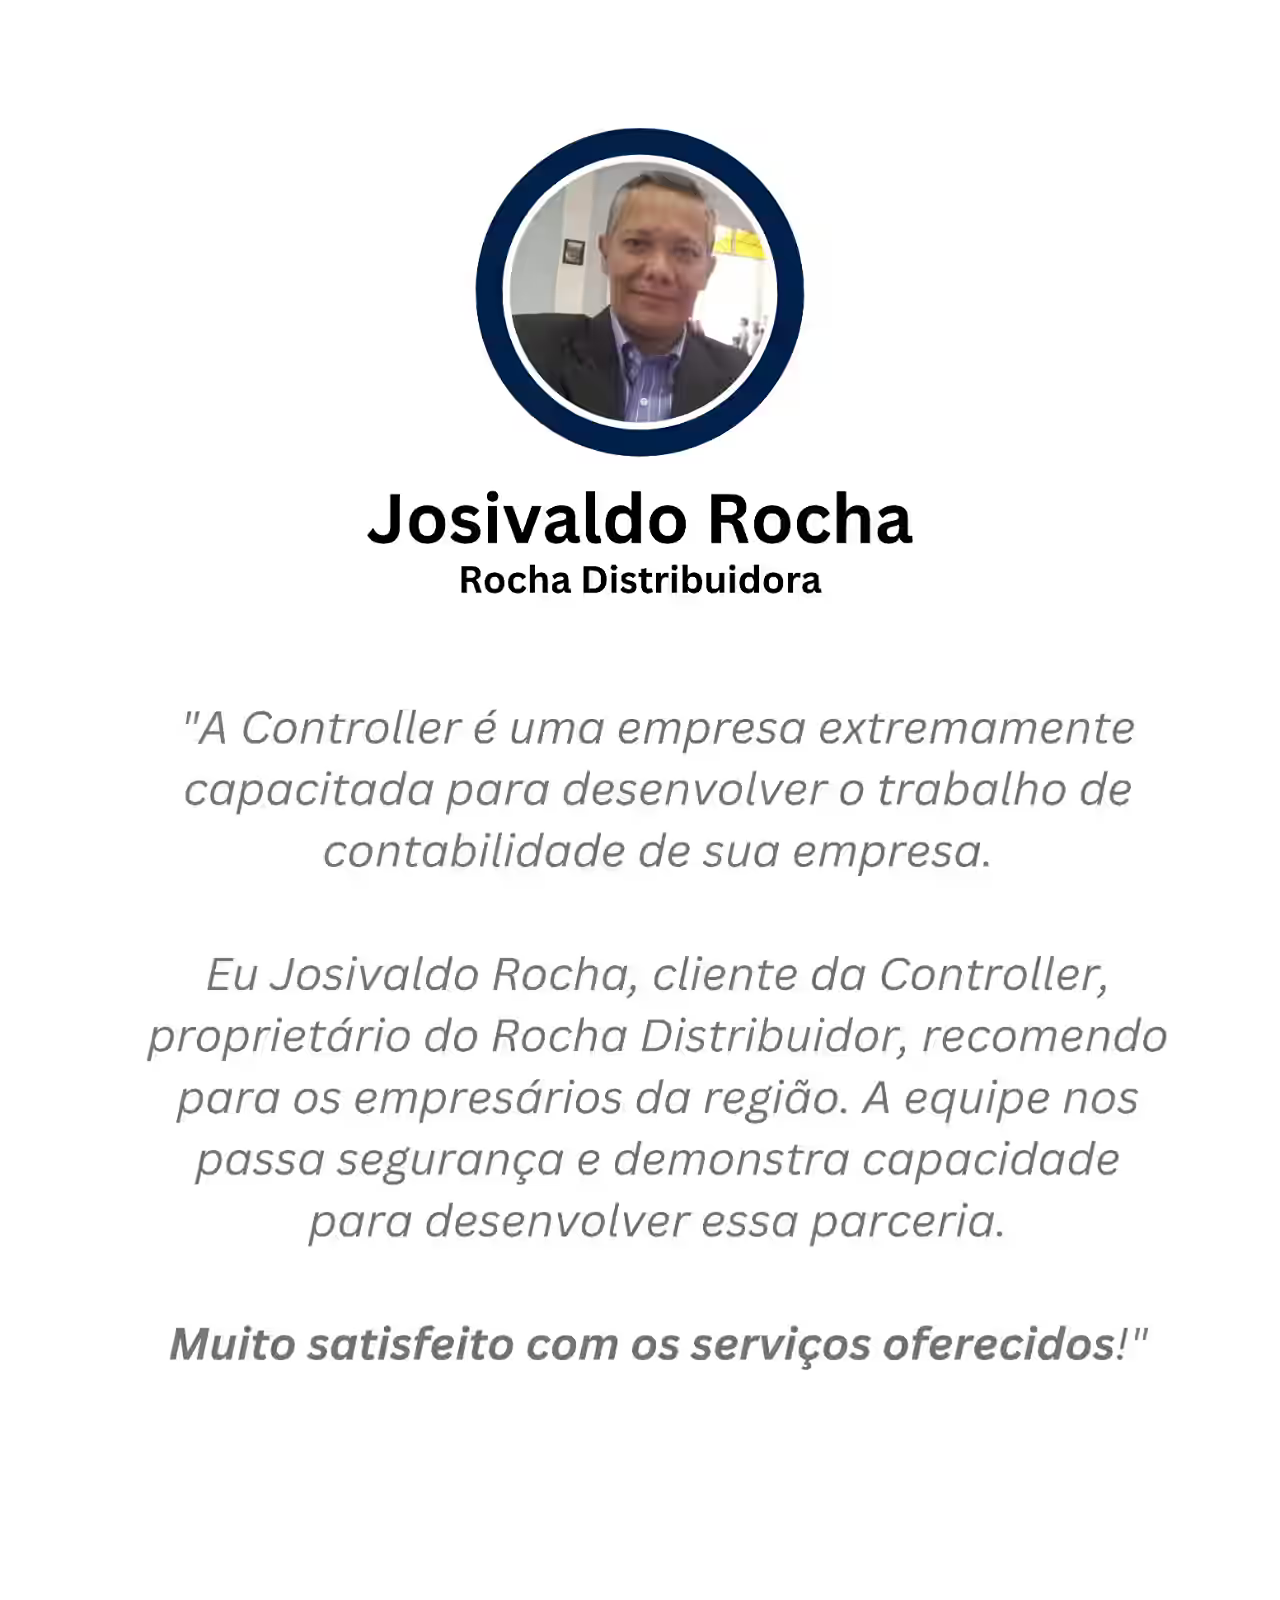 Josivaldo Rocha
Rocha Distribuidora
"A Controller é uma empresa extremamente
capacitada para desenvolver o trabalho de
contabilidade de sua empresa.
Eu Josivaldo Rocha, cliente da Controller,
proprietário do Rocha Distribuidor, recomendo
para os empresários da região. A equipe nos
passa segurança e demonstra capacidade
para desenvolver essa parceria.
Muito satisfeito com os serviços oferecidos!"